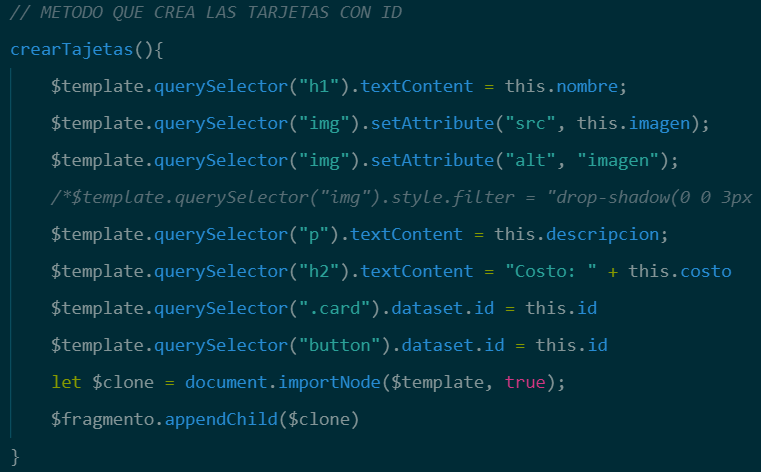 // METODO QUE CREA LAS TARJETAS CON ID
crearTajetas(){
$template.querySelector("h1").textContent = this.nombre;
$template.querySelector("img").setAttribute("src", this.imagen);
$template.querySelector("img").setAttribute("alt", "imagen");
/*$template.querySelector("img").style.filter = "drop-shadow(0 0 3px
$template.querySelector("p").textContent = this.descripcion;
$template.querySelector("h2").textContent = "Costo: " + this.costo
$template.querySelector(".card").dataset.id = this.id
$template.querySelector("button").dataset.id = this.id
let $clone = document.importNode($template, true);
$fragmento.appendChild($clone)
}